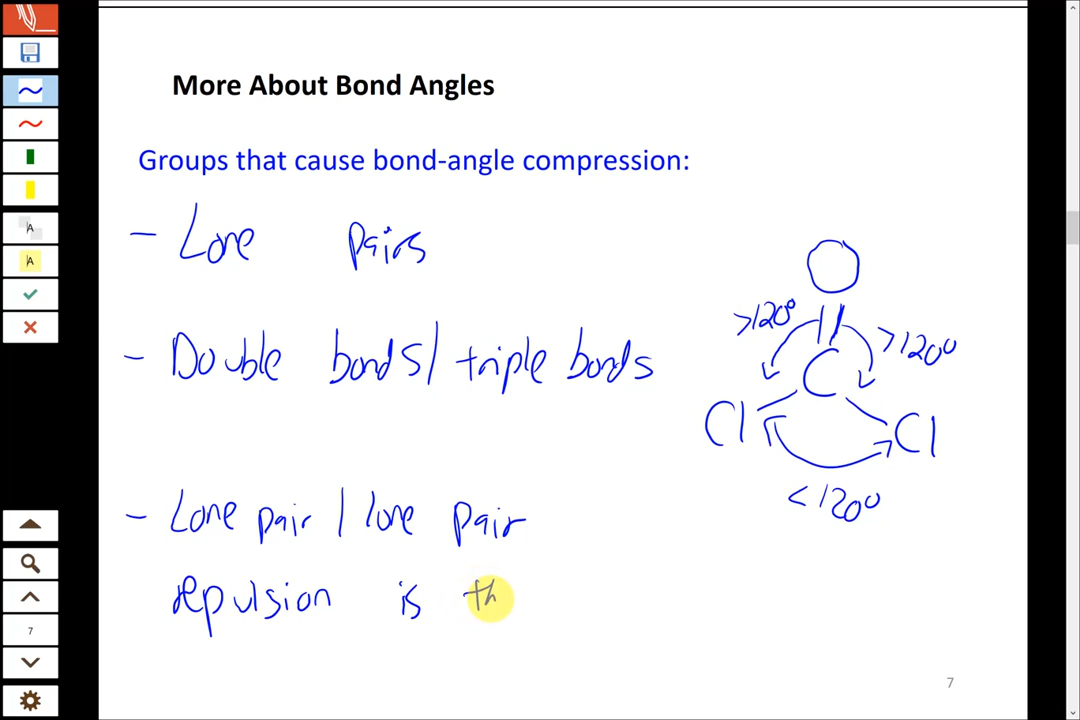 More About Bond Angles
Groups that cause bond-angle compression:
- Lone pairs
- Double bonds/triple bonds
- Lone pair / lone pair
repulsion is th
O
>120° >120°
C
Cl Cl
<120°
A
A
7
7